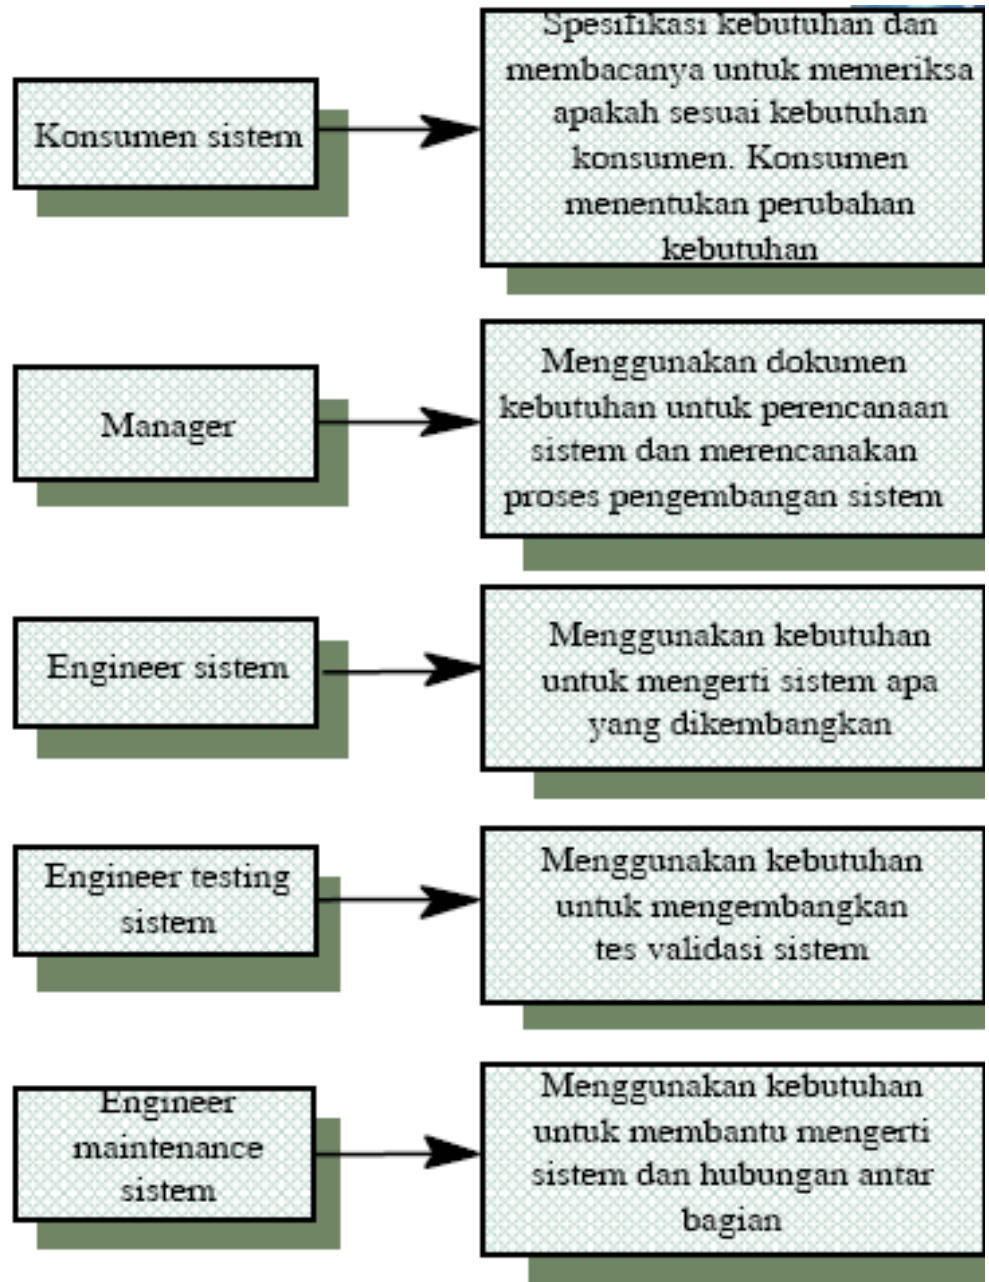 Konsumen sistem
Spesifikasi kebutuhan dan
membacanya untuk memeriksa
apakah sesuai kebutuhan
konsumen. Konsumen
menentukan perubahan
kebutuhan
Manager
Menggunakan dokumen
kebutuhan untuk perencanaan
sistem dan merencanakan
proses pengembangan sistem
Engineer sistem
Menggunakan kebutuhan
untuk mengerti sistem apa
yang dikembangkan
Engineer testing
sistem
Menggunakan kebutuhan
untuk mengembangkan
tes validasi sistem
Engineer
maintenance
sistem
Menggunakan kebutuhan
untuk membantu mengerti
sistem dan hubungan antar
bagian